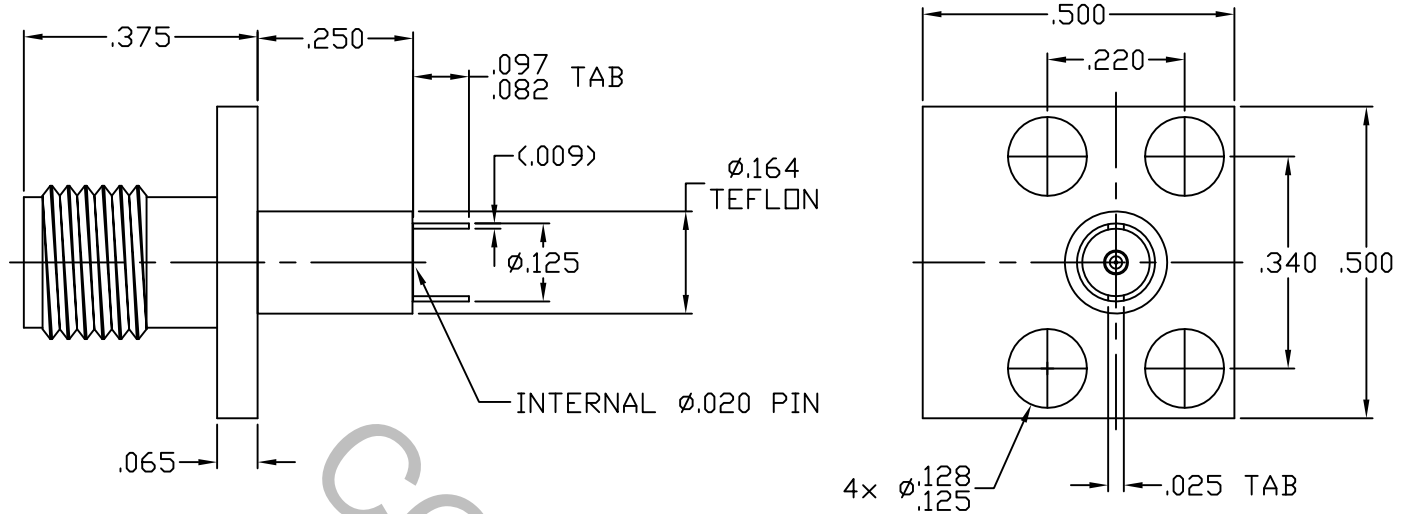 .375
.250
.097
.082 TAB
(.009)
Ø.164
TEFLON
Ø.125
INTERNAL Ø.020 PIN
.065
.500
.220
.340
.500
4x Ø.128
.125
.025 TAB